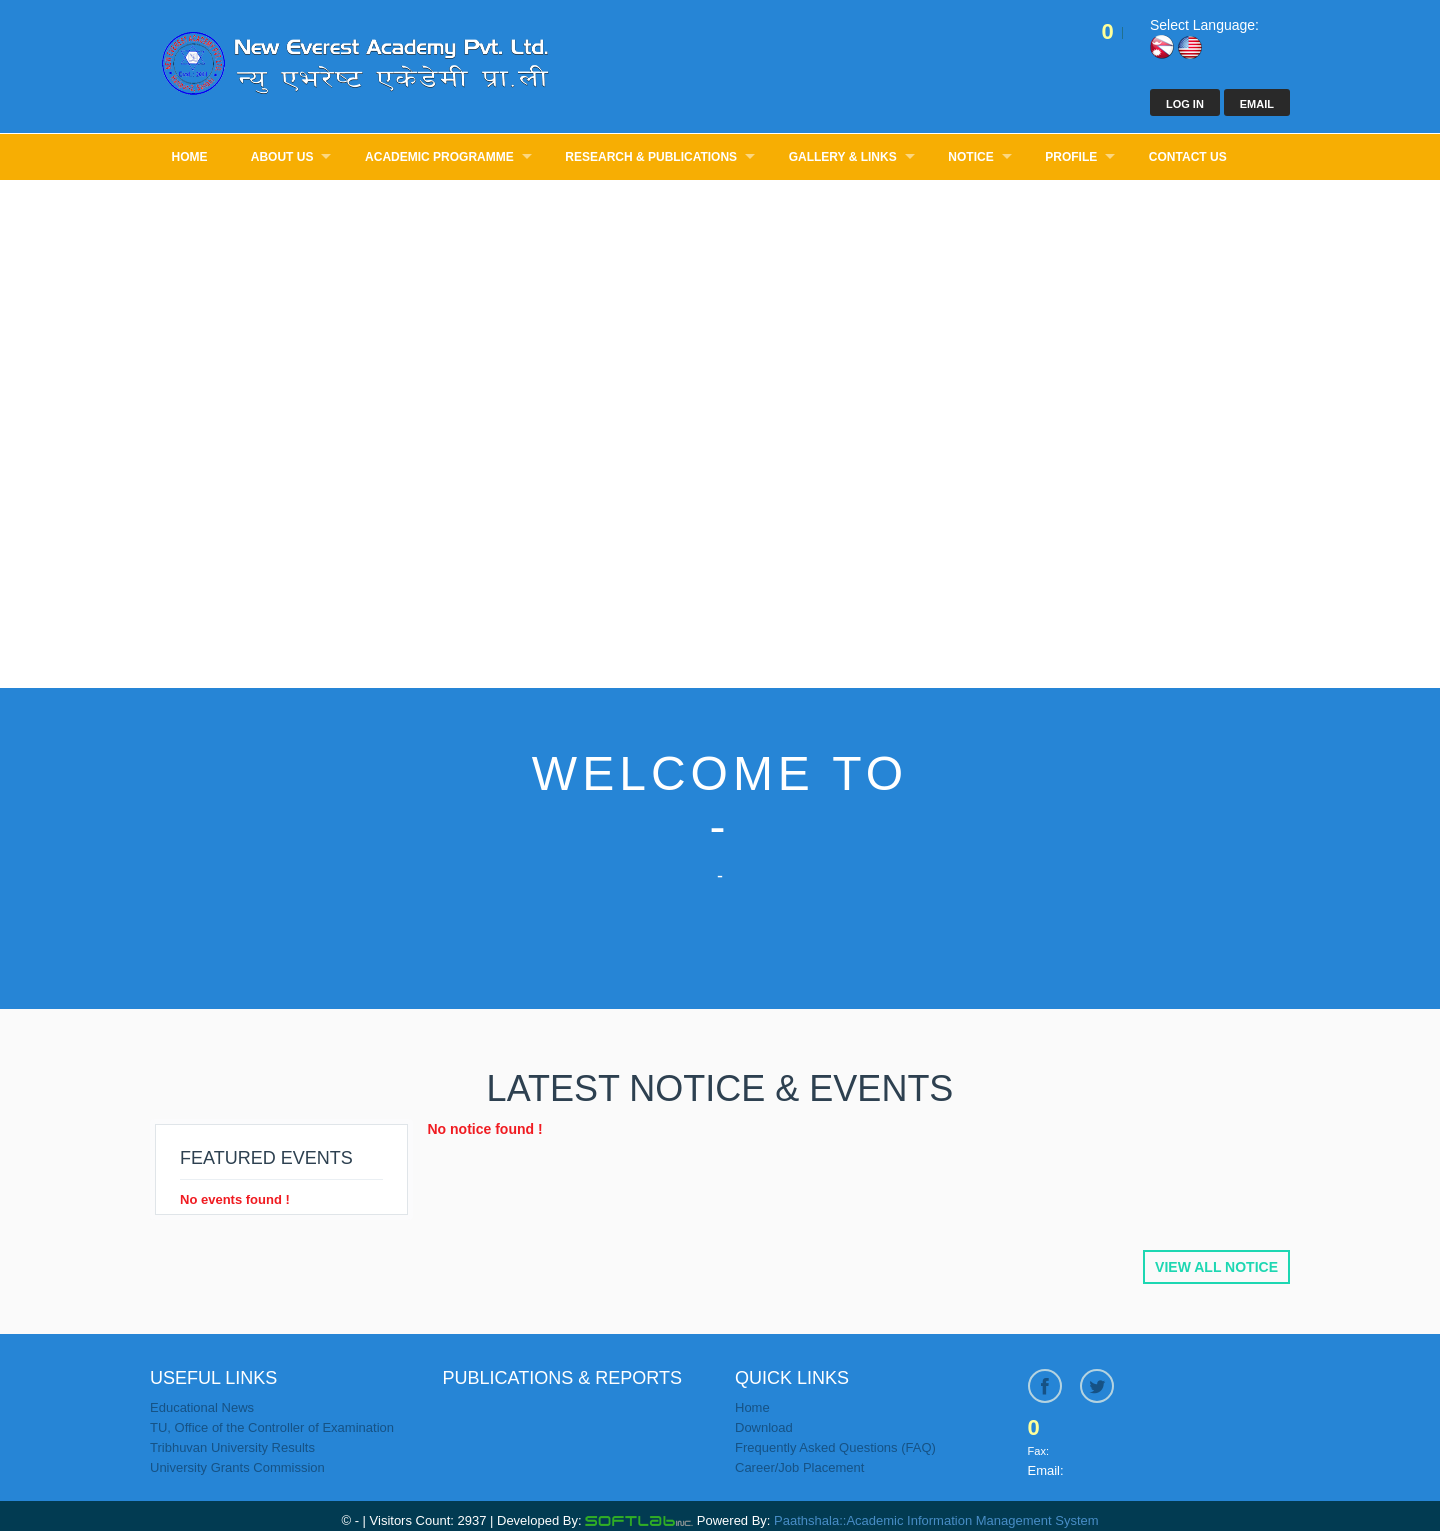 New Everest Academy Pvt. Ltd.
न्यु एभरेष्ट एकेडेमी प्रा.ली
0
Select Language:
LOG IN
EMAIL
HOME
ABOUT US
ACADEMIC PROGRAMME
RESEARCH & PUBLICATIONS
GALLERY & LINKS
NOTICE
PROFILE
CONTACT US
WELCOME TO
-
-
LATEST NOTICE & EVENTS
FEATURED EVENTS
No events found !
No notice found !
VIEW ALL NOTICE
USEFUL LINKS
Educational News
TU, Office of the Controller of Examination
Tribhuvan University Results
University Grants Commission
PUBLICATIONS & REPORTS
QUICK LINKS
Home
Download
Frequently Asked Questions (FAQ)
Career/Job Placement
0
Fax:
Email:
© - | Visitors Count: 2937 | Developed By: SOFTLab INC. Powered By: Paathshala::Academic Information Management System